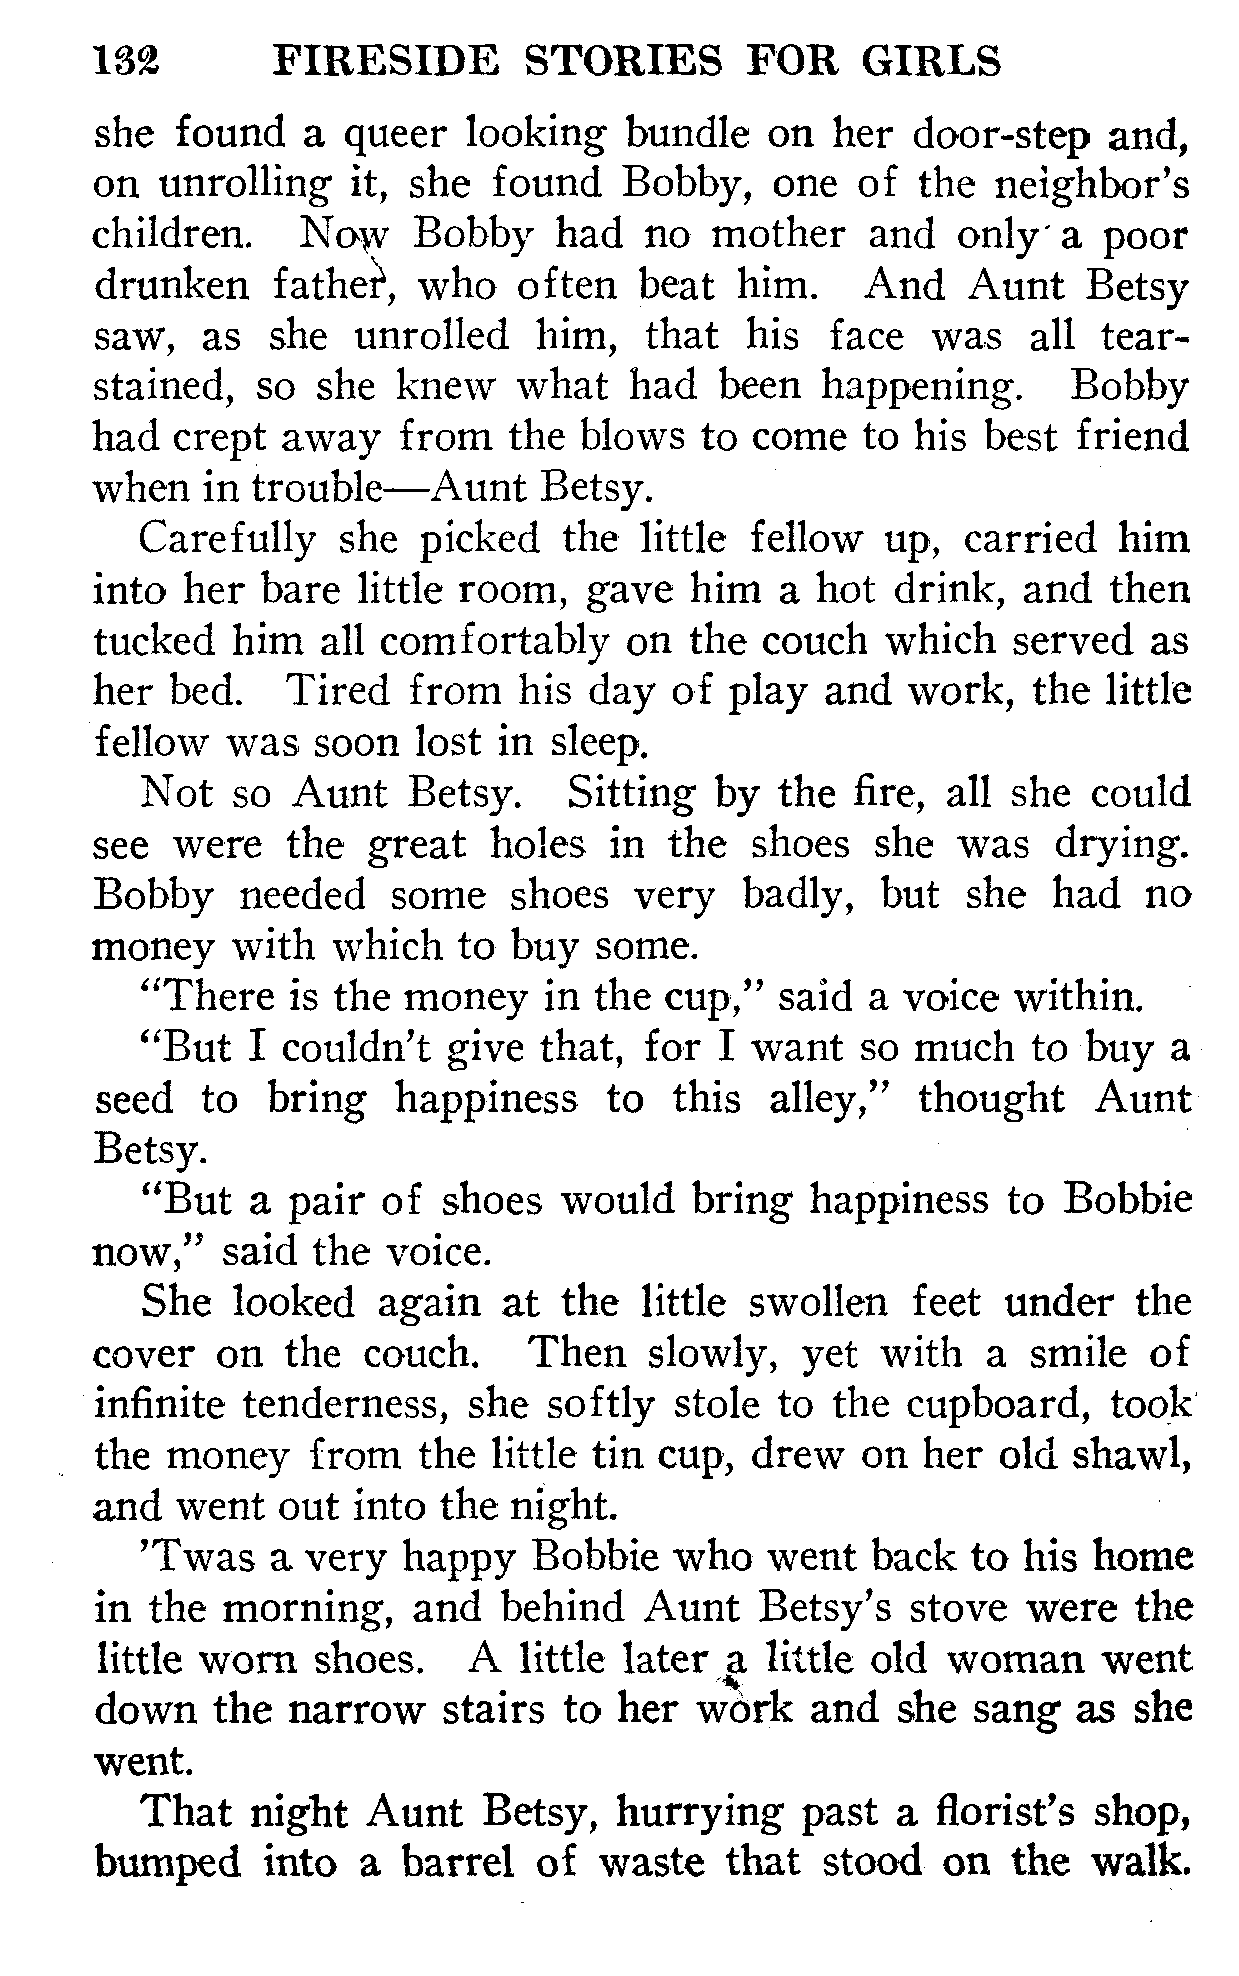 132 FIRESIDE STORIES FOR GIRLS
she found a queer looking bundle on her door-step and,
on unrolling it, she found Bobby, one of the neighbor's
children. Now Bobby had no mother and only a poor
drunken father, who often beat him. And Aunt Betsy
saw, as she unrolled him, that his face was all tear-
stained, so she knew what had been happening. Bobby
had crept away from the blows to come to his best friend
when in trouble—Aunt Betsy.
Carefully she picked the little fellow up, carried him
into her bare little room, gave him a hot drink, and then
tucked him all comfortably on the couch which served as
her bed. Tired from his day of play and work, the little
fellow was soon lost in sleep.
Not so Aunt Betsy. Sitting by the fire, all she could
see were the great holes in the shoes she was drying.
Bobby needed some shoes very badly, but she had no
money with which to buy some.
"There is the money in the cup," said a voice within.
"But I couldn't give that, for I want so much to buy a
seed to bring happiness to this alley," thought Aunt
Betsy.
"But a pair of shoes would bring happiness to Bobbie
now," said the voice.
She looked again at the little swollen feet under the
cover on the couch. Then slowly, yet with a smile of
infinite tenderness, she softly stole to the cupboard, took
the money from the little tin cup, drew on her old shawl,
and went out into the night.
'Twas a very happy Bobbie who went back to his home
in the morning, and behind Aunt Betsy's stove were the
little worn shoes. A little later a little old woman went
down the narrow stairs to her work and she sang as she
went.
That night Aunt Betsy, hurrying past a florist's shop,
bumped into a barrel of waste that stood on the walk.